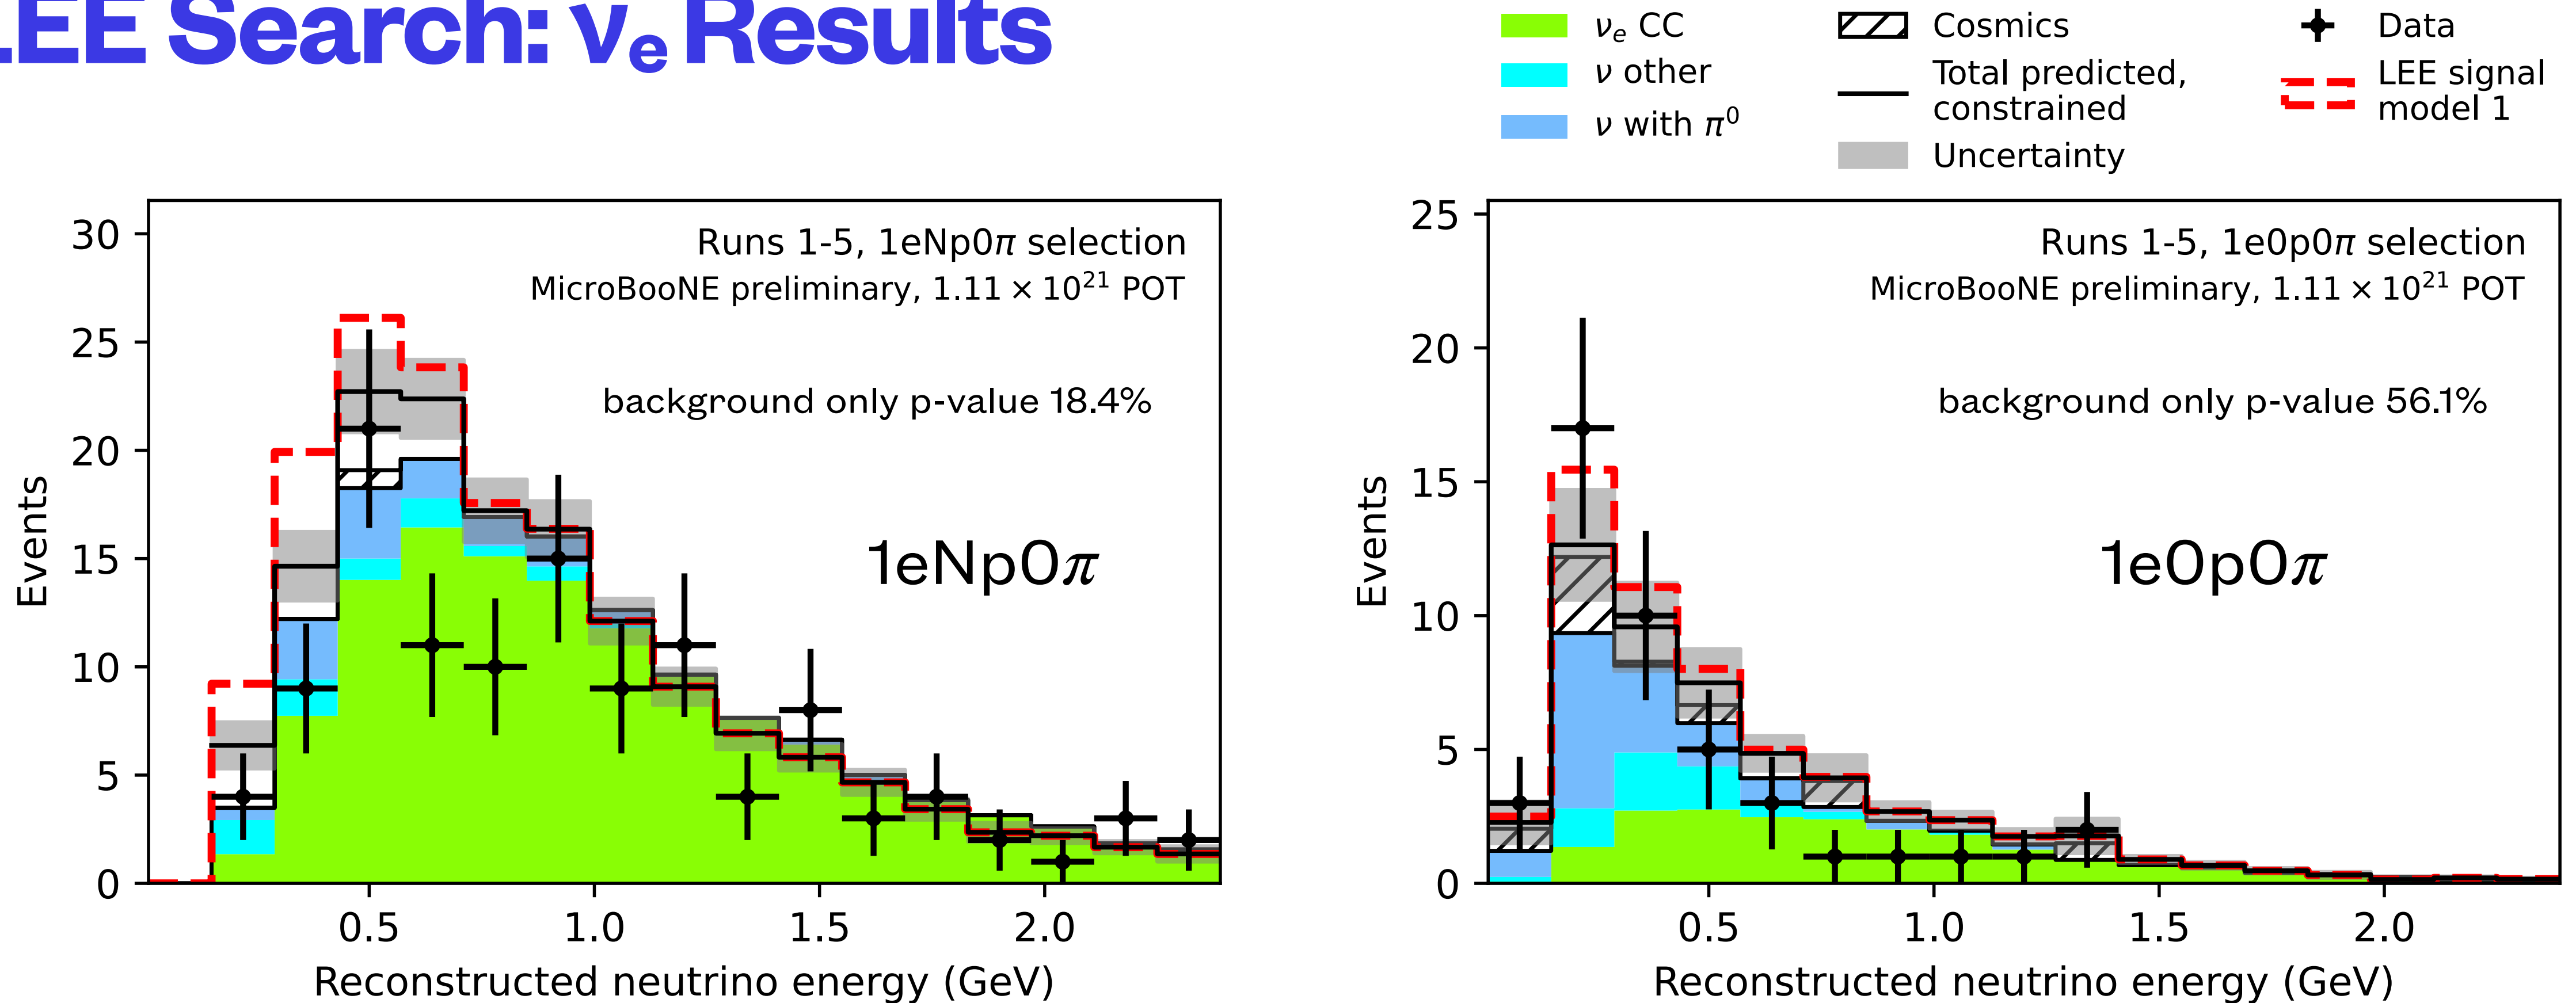 LEE Search: νe Results
νe CC
ν other
ν with π⁰
Cosmics
Total predicted,
constrained
Uncertainty
Data
LEE signal
model 1
30
25
20
15
10
5
0
Events
Runs 1-5, 1eNp0π selection
MicroBooNE preliminary, 1.11 × 10²¹ POT
background only p-value 18.4%
1eNp0π
0.5 1.0 1.5 2.0
Reconstructed neutrino energy (GeV)
25
20
15
10
5
0
Events
Runs 1-5, 1e0p0π selection
MicroBooNE preliminary, 1.11 × 10²¹ POT
background only p-value 56.1%
1e0p0π
0.5 1.0 1.5 2.0
Reconstructed neutrino energy (GeV)